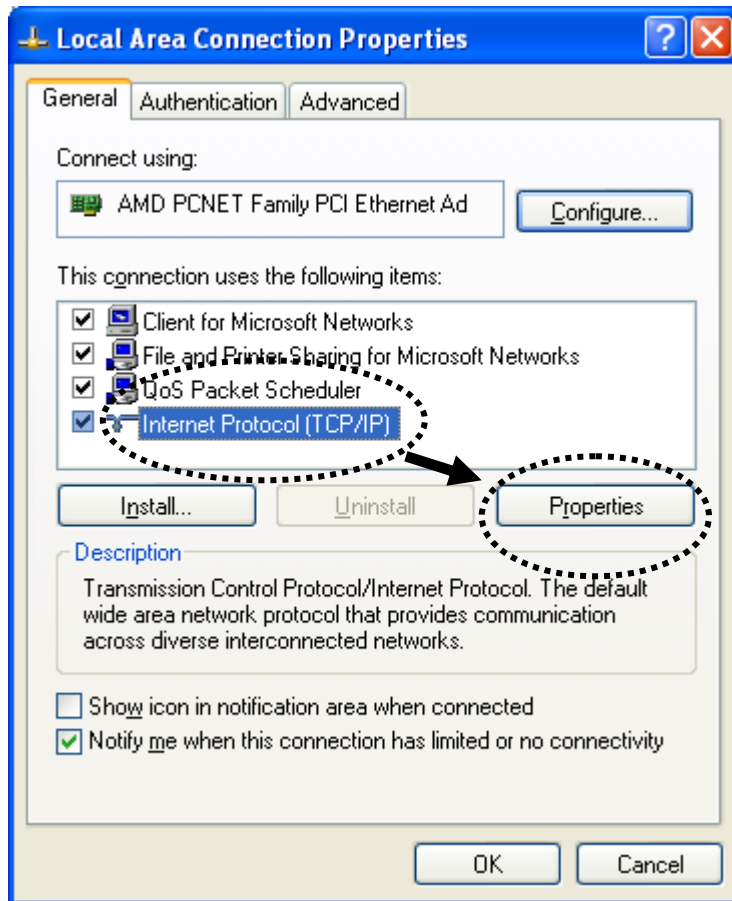 Local Area Connection Properties
General Authentication Advanced
Connect using:
AMD PCNET Family PCI Ethernet Ad Configure...
This connection uses the following items:
Client for Microsoft Networks
File and Printer Sharing for Microsoft Networks
QoS Packet Scheduler
Internet Protocol (TCP/IP)
Install... Uninstall Properties
Description
Transmission Control Protocol/Internet Protocol. The default
wide area network protocol that provides communication
across diverse interconnected networks.
Show icon in notification area when connected
Notify me when this connection has limited or no connectivity
OK Cancel